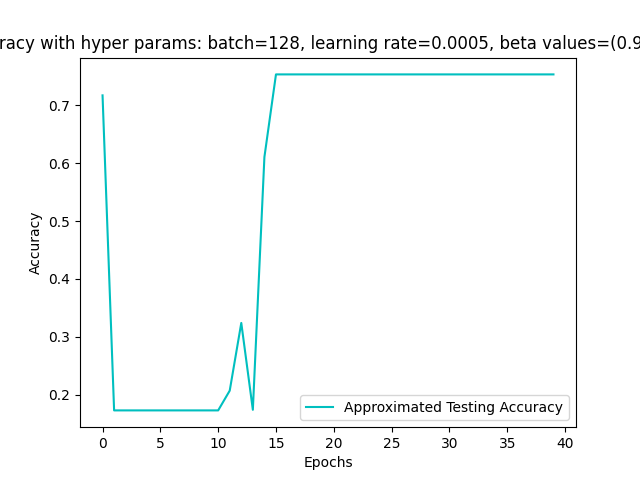 racy with hyper params: batch=128, learning rate=0.0005, beta values=(0.9
0.7
0.6
0.5
0.4
0.3
0.2
Accuracy
Approximated Testing Accuracy
0 5 10 15 20 25 30 35 40
Epochs